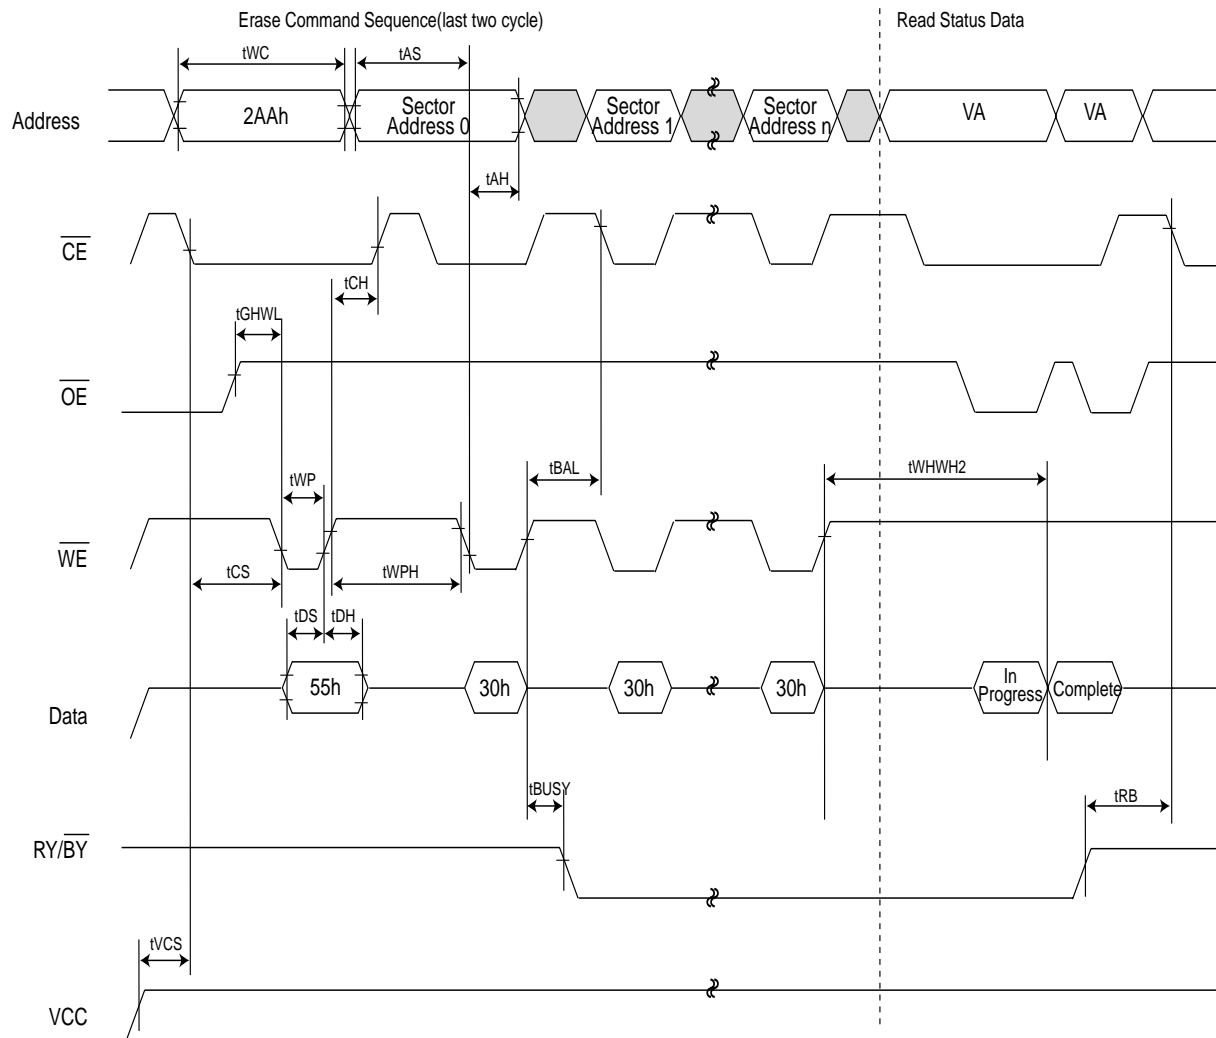 Erase Command Sequence(last two cycle)
Read Status Data
tWC
tAS
Address
2AAh
Sector
Address 0
Sector
Address 1
Sector
Address n
VA
VA
tAH
CE
tCH
tGHWL
OE
tBAL
tWHWH2
tWP
WE
tCS
tWPH
tDS
tDH
Data
55h
30h
30h
30h
In
Progress
Complete
tBUSY
tRB
RY/BY
tVCS
VCC